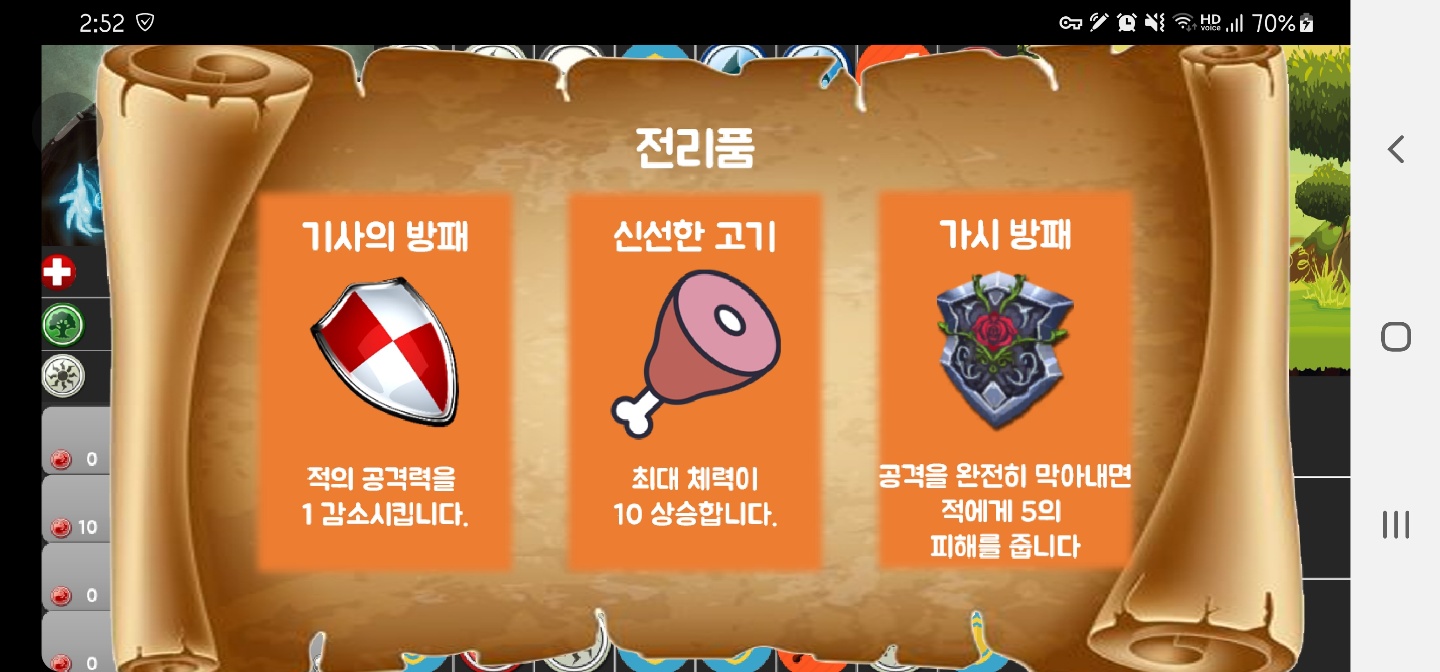 2:52
HD
voice
70%
전리품
기사의 방패
신선한 고기
가시 방패
적의 공격력을
1 감소시킵니다.
최대 체력이
10 상승합니다.
공격을 완전히 막아내면
적에게 5의
피해를 줍니다
0
10
0
0